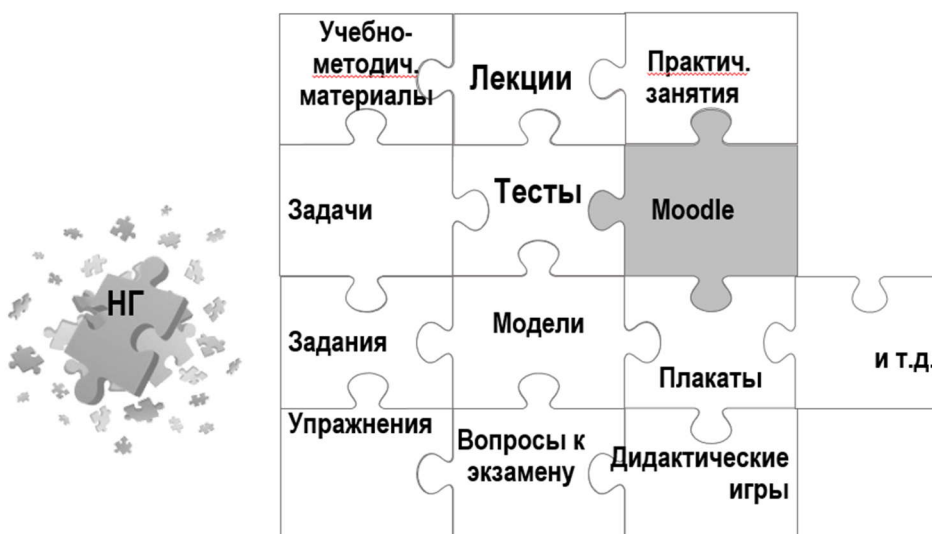 НГ
Учебно-
методич.
материалы
Лекции
Практич.
занятия
Задачи
Тесты
Moodle
Задания
Модели
Плакаты
и т.д.
Упражнения
Вопросы к
экзамену
Дидактические
игры